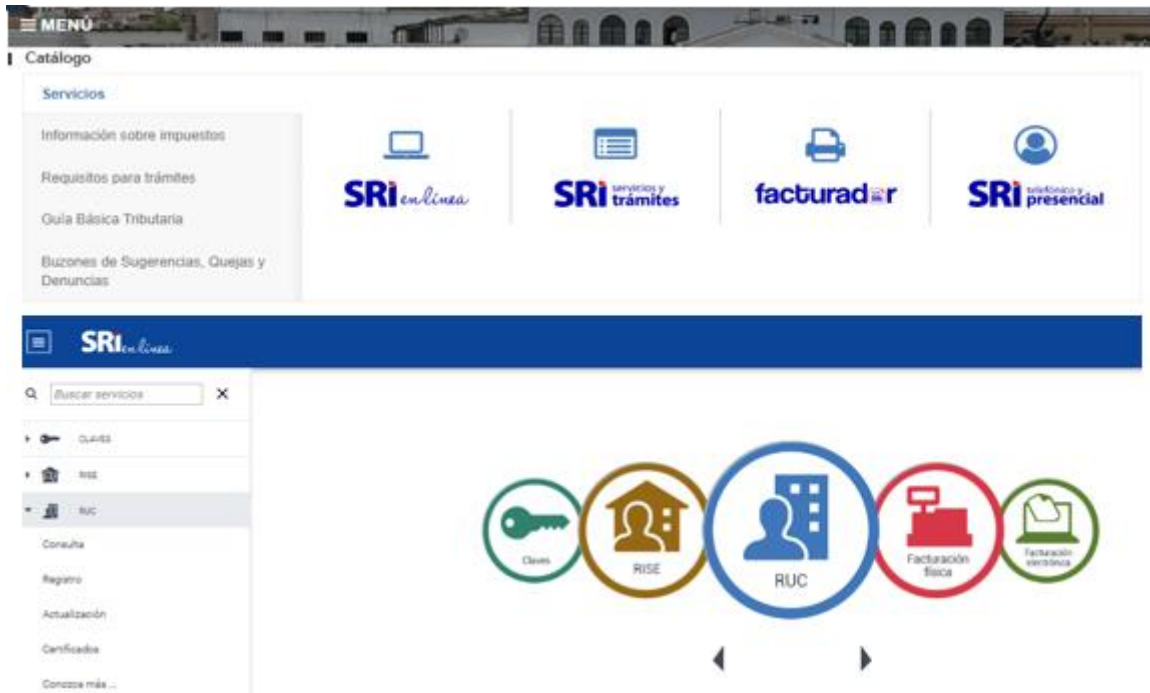 MENÚ
Catálogo
Servicios
Información sobre impuestos
Requisitos para trámites
Guía Básica Tributaria
Buzones de Sugerencias, Quejas y
Denuncias
SRi en línea
SRi servicios y
trámites
facturador
SRi telefónico y
presencial
SRi en línea
Buscar servicios
CLAVES
RISE
RUC
Consulta
Registro
Actualización
Certificados
Conozca más ...
Claves
RISE
RUC
Facturación
física
Facturación
electrónica